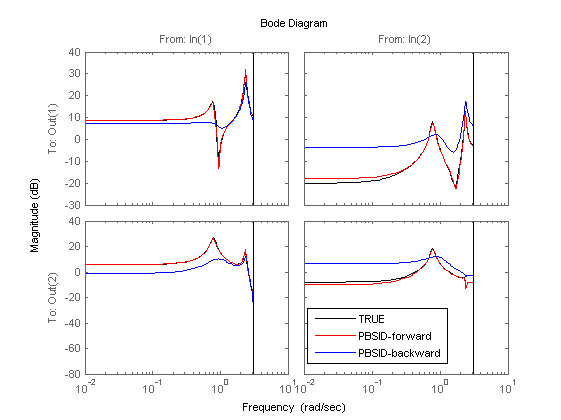 Bode Diagram
From: In(1)
From: In(2)
Magnitude (dB)
To: Out(1)
40
30
20
10
0
-10
-20
-30
To: Out(2)
40
20
0
-20
-40
-60
-80
10^-2
10^-1
10^0
10^1
10^-2
10^-1
10^0
10^1
TRUE
PBSID-forward
PBSID-backward
Frequency (rad/sec)